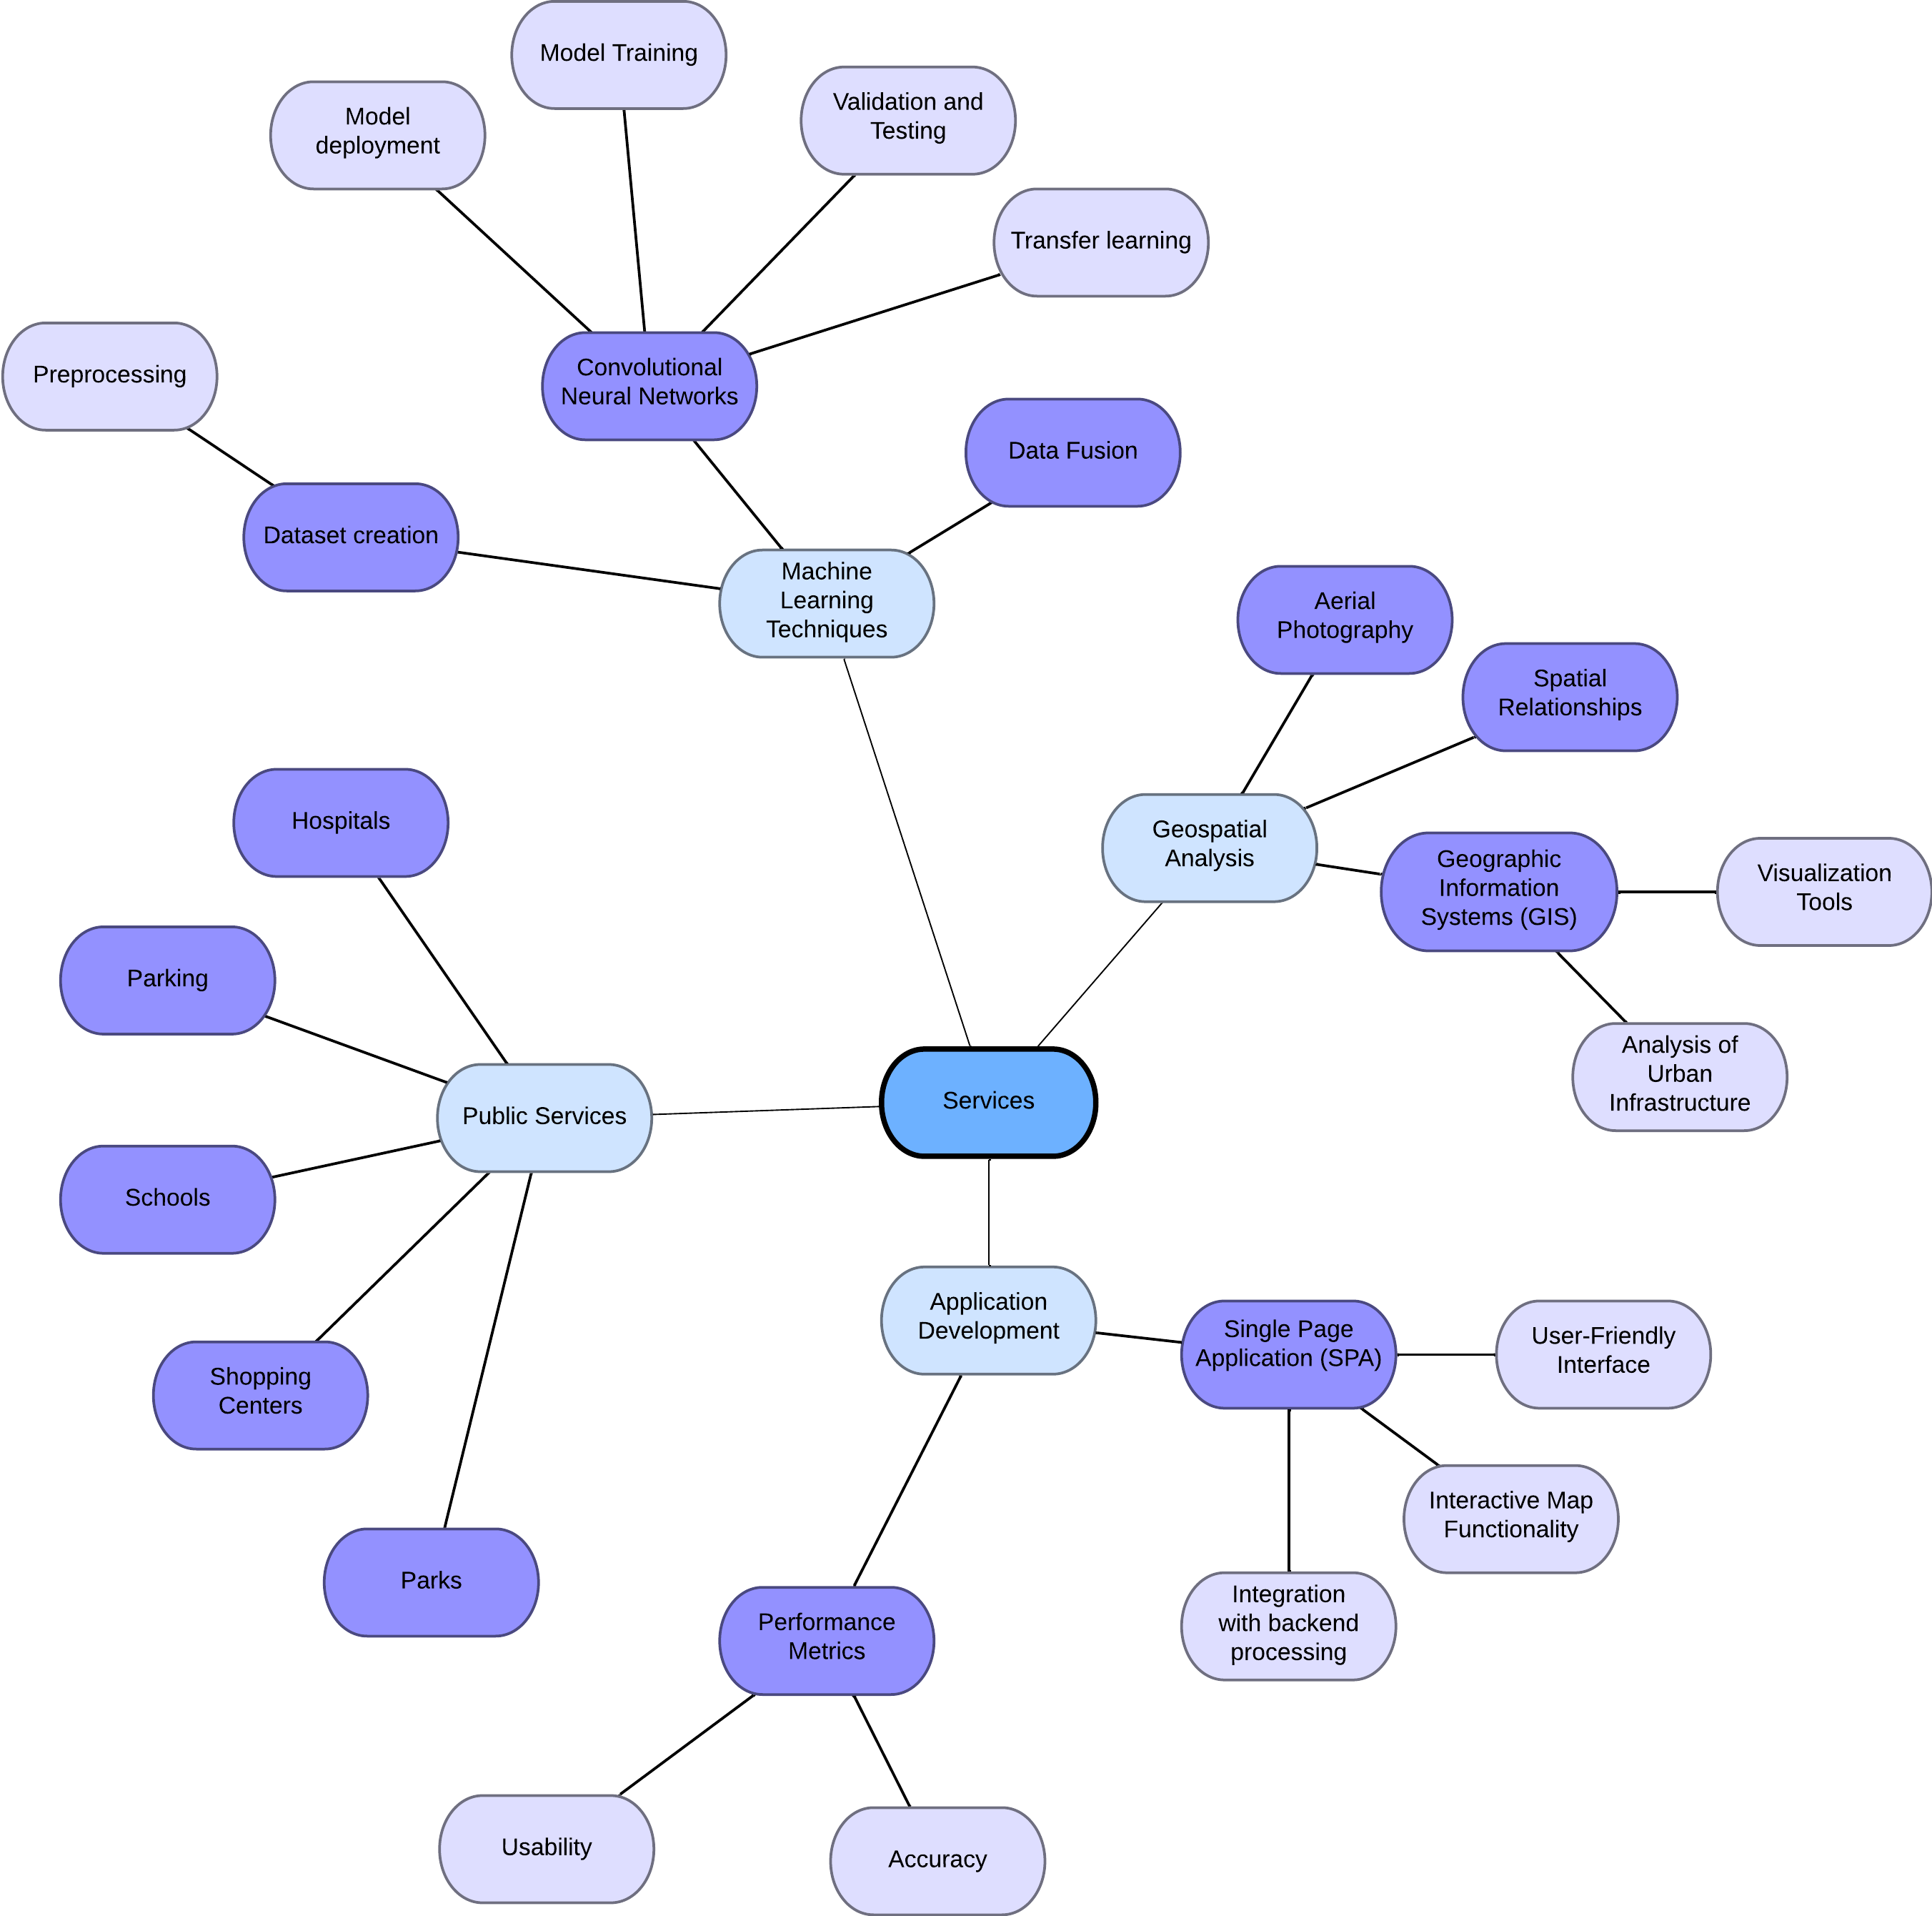 Model Training
Validation and
Testing
Model
deployment
Transfer learning
Preprocessing
Convolutional
Neural Networks
Data Fusion
Dataset creation
Machine
Learning
Techniques
Aerial
Photography
Spatial
Relationships
Hospitals
Geospatial
Analysis
Geographic
Information
Systems (GIS)
Visualization
Tools
Parking
Analysis of
Urban
Infrastructure
Services
Public Services
Schools
Application
Development
Single Page
Application (SPA)
User-Friendly
Interface
Shopping
Centers
Interactive Map
Functionality
Parks
Integration
with backend
processing
Performance
Metrics
Usability
Accuracy